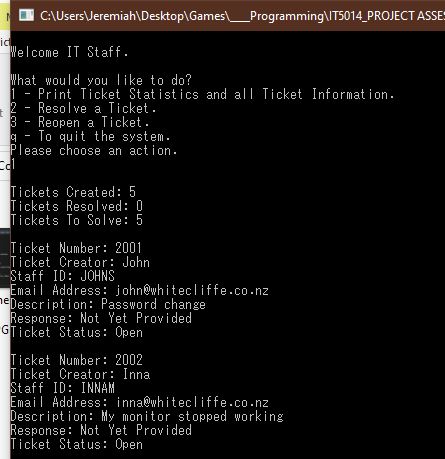 C:\Users\Jeremiah\Desktop\Games\___Programming\IT5014_PROJECT ASSES
Welcome IT Staff.
What would you like to do?
1 - Print Ticket Statistics and all Ticket Information.
2 - Resolve a Ticket.
3 - Reopen a Ticket.
q - To quit the system.
Please choose an action.
1
Tickets Created: 5
Tickets Resolved: 0
Tickets To Solve: 5
Ticket Number: 2001
Ticket Creator: John
Staff ID: JOHNS
Email Address: john@whitecliffe.co.nz
Description: Password change
Response: Not Yet Provided
Ticket Status: Open
Ticket Number: 2002
Ticket Creator: Inna
Staff ID: INNAM
Email Address: inna@whitecliffe.co.nz
Description: My monitor stopped working
Response: Not Yet Provided
Ticket Status: Open